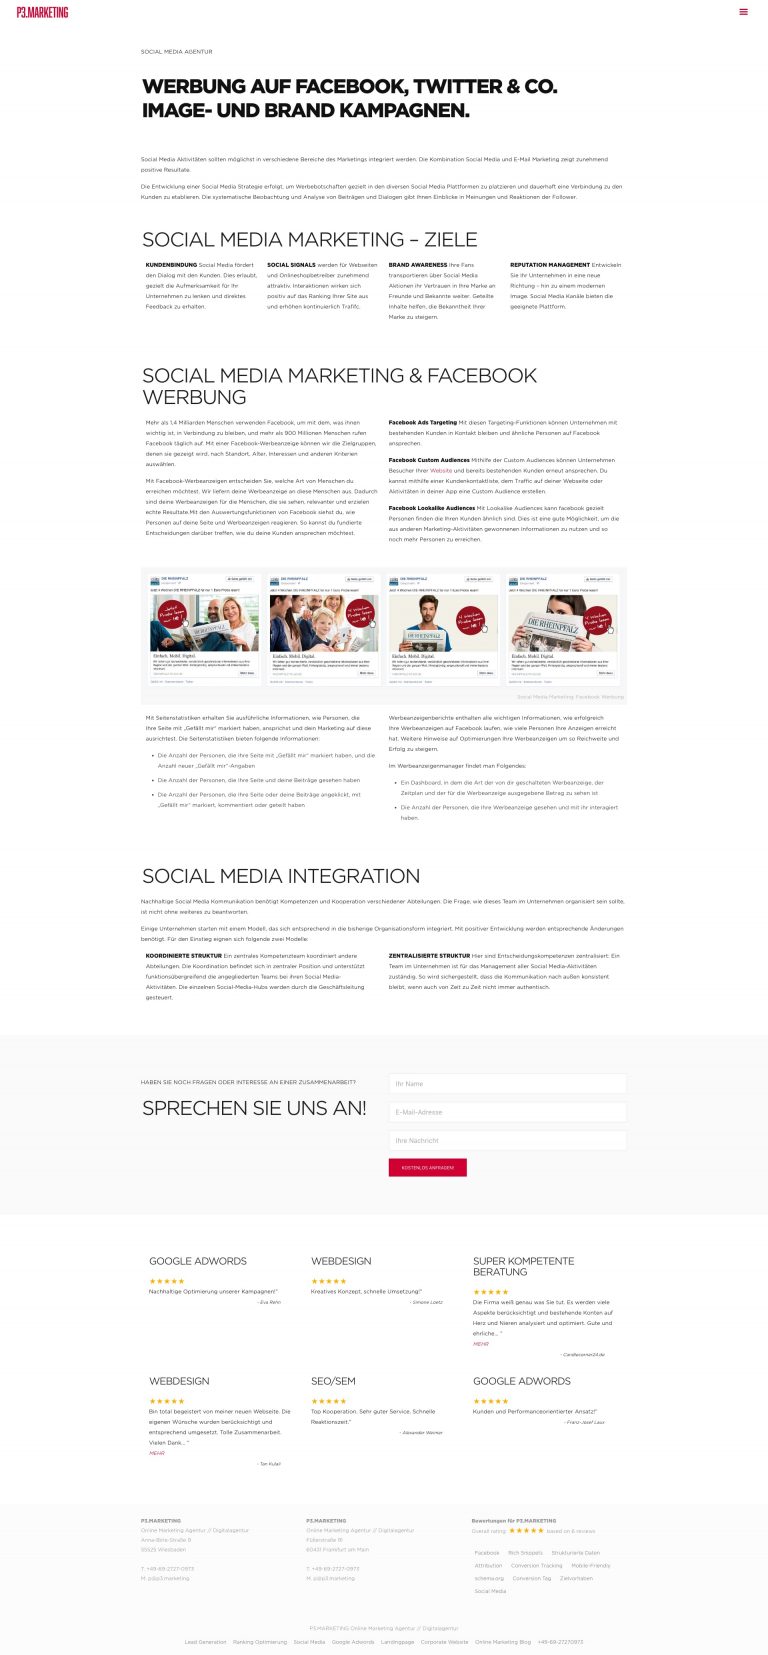 P3.MARKETING
SOCIAL MEDIA AGENTUR
WERBUNG AUF FACEBOOK, TWITTER & CO.
IMAGE- UND BRAND KAMPAGNEN.
Social Media Aktivitäten sollten möglichst in verschiedene Bereiche des Marketings integriert werden. Die Kombination Social Media und E-Mail Marketing zeigt zunehmend
positive Resultate.
Die Entwicklung einer Social Media Strategie erfolgt, um Werbebotschaften gezielt in den diversen Social Media Plattformen zu platzieren und dauerhaft eine Verbindung zu den
Kunden zu etablieren. Die systematische Beobachtung und Analyse von Beiträgen und Dialogen gibt Ihnen Einblicke in Meinungen und Reaktionen der Follower.
SOCIAL MEDIA MARKETING – ZIELE
KUNDENBINDUNG Social Media fördert
den Dialog mit den Kunden. Dies erlaubt,
gezielt die Aufmerksamkeit für Ihr
Unternehmen zu lenken und direktes
Feedback zu erhalten.
SOCIAL SIGNALS werden für Webseiten
und Onlineshopbetreiber zunehmend
attraktiv. Interaktionen wirken sich
positiv auf das Ranking Ihrer Site aus
und erhöhen kontinuierlich Traffic.
BRAND AWARENESS Ihre Fans
transportieren über Social Media
Aktionen ihr Vertrauen in Ihre Marke an
Freunde und Bekannte weiter. Geteilte
Inhalte helfen, die Bekanntheit Ihrer
Marke zu steigern.
REPUTATION MANAGEMENT Entwickeln
Sie Ihr Unternehmen in eine neue
Richtung – hin zu einem modernen
Image. Social Media Kanäle bieten die
geeignete Plattform.
SOCIAL MEDIA MARKETING & FACEBOOK
WERBUNG
Mehr als 1,4 Milliarden Menschen verwenden Facebook, um mit dem, was ihnen
wichtig ist, in Verbindung zu bleiben, und mehr als 900 Millionen Menschen rufen
Facebook täglich auf. Mit einer Facebook-Werbeanzeige können wir die Zielgruppen,
denen sie gezeigt wird, nach Standort, Alter, Interessen und anderen Kriterien
auswählen.
Mit Facebook-Werbeanzeigen entscheiden Sie, welche Art von Menschen du
erreichen möchtest. Wir liefern deine Werbeanzeige an diese Menschen aus. Dadurch
sind deine Werbeanzeigen für die Menschen, die sie sehen, relevanter und erzielen
echte Resultate.Mit den Auswertungsfunktionen von Facebook siehst du, wie
Personen auf deine Seite und Werbeanzeigen reagieren. So kannst du fundierte
Entscheidungen darüber treffen, wie du deine Kunden ansprechen möchtest.
Facebook Ads Targeting Mit diesen Targeting-Funktionen können Unternehmen mit
bestehenden Kunden in Kontakt bleiben und ähnliche Personen auf Facebook
ansprechen.
Facebook Custom Audiences Mithilfe der Custom Audiences können Unternehmen
Besucher Ihrer Website und bereits bestehenden Kunden erneut ansprechen. Du
kannst mithilfe einer Kundenkontaktliste, dem Traffic auf deiner Webseite oder
Aktivitäten in deiner App eine Custom Audience erstellen.
Facebook Lookalike Audiences Mit Lookalike Audiences kann facebook gezielt
Personen finden die Ihren Kunden ähnlich sind. Dies ist eine gute Möglichkeit, um die
aus anderen Marketing-Aktivitäten gewonnenen Informationen zu nutzen und so
noch mehr Personen zu erreichen.
DIE RHEINPFALZ
DIE RHEINPFALZ
DIE RHEINPFALZ
DIE RHEINPFALZ
Einfach. Mobil. Digital.
Einfach. Mobil. Digital.
Einfach. Mobil. Digital.
Einfach. Mobil. Digital.
Social Media Marketing: Facebook Werbung
Mit Seitenstatistiken erhalten Sie ausführliche Informationen, wie Personen, die
Ihre Seite mit „Gefällt mir“ markiert haben, ansprichst und dein Marketing auf diese
ausrichtest. Die Seitenstatistiken bieten folgende Informationen:
• Die Anzahl der Personen, die Ihre Seite mit „Gefällt mir“ markiert haben, und die
Anzahl neuer „Gefällt mir“-Angaben
• Die Anzahl der Personen, die Ihre Seite und deine Beiträge gesehen haben
• Die Anzahl der Personen, die Ihre Seite oder deine Beiträge angeklickt, mit
„Gefällt mir“ markiert, kommentiert oder geteilt haben
Werbeanzeigenberichte enthalten alle wichtigen Informationen, wie erfolgreich
Ihre Werbeanzeigen auf Facebook laufen, wie viele Personen Ihre Anzeigen erreicht
hat, Weitere Hinweise auf Optimierungen Ihre Werbeanzeigen um so Reichweite und
Erfolg zu steigern.
Im Werbeanzeigenmanager findet man Folgendes:
• Ein Dashboard, in dem die Art der von dir geschalteten Werbeanzeige, der
Zeitplan und der für die Werbeanzeige ausgegebene Betrag zu sehen ist
• Die Anzahl der Personen, die Ihre Werbeanzeige gesehen und mit ihr interagiert
haben.
SOCIAL MEDIA INTEGRATION
Nachhaltige Social Media Kommunikation benötigt Kompetenzen und Kooperation verschiedener Abteilungen. Die Frage, wie dieses Team im Unternehmen organisiert sein sollte,
ist nicht ohne weiteres zu beantworten.
Einige Unternehmen starten mit einem Modell, das sich entsprechend in die bisherige Organisationsform integriert. Mit positiver Entwicklung werden entsprechende Änderungen
benötigt. Für den Einstieg eignen sich folgende zwei Modelle:
KOORDINIERTE STRUKTUR Ein zentrales Kompetenzteam koordiniert andere
Abteilungen. Die Koordination befindet sich in zentraler Position und unterstützt
funktionsübergreifend die angegliederten Teams bei ihren Social Media-
Aktivitäten. Die einzelnen Social-Media-Hubs werden durch die Geschäftsleitung
gesteuert.
ZENTRALISIERTE STRUKTUR Hier sind Entscheidungskompetenzen zentralisiert: Ein
Team im Unternehmen ist für das Management aller Social Media-Aktivitäten
zuständig. So wird sichergestellt, dass die Kommunikation nach außen konsistent
bleibt, wenn auch von Zeit zu Zeit nicht immer authentisch.
HABEN SIE NOCH FRAGEN ODER INTERESSE AN EINER ZUSAMMENARBEIT?
SPRECHEN SIE UNS AN!
Ihr Name
E-Mail-Adresse
Ihre Nachricht
KOSTENLOS ANFRAGEN!
GOOGLE ADWORDS
Nachhaltige Optimierung unserer Kampagnen!"
- Eva Renn
WEBDESIGN
Kreatives Konzept, schnelle Umsetzung!"
- Simone Loetz
SUPER KOMPETENTE
BERATUNG
Die Firma weiß genau was Sie tut. Es werden viele
Aspekte berücksichtigt und bestehende Konten auf
Herz und Nieren analysiert und optimiert. Gute und
ehrliche... "
MEHR
- Candlecorner24.de
WEBDESIGN
Bin total begeistert von meiner neuen Webseite. Die
eigenen Wünsche wurden berücksichtigt und
entsprechend umgesetzt. Tolle Zusammenarbeit.
Vielen Dank... "
MEHR
- Tan Kutali
SEO/SEM
Top Kooperation. Sehr guter Service. Schnelle
Reaktionszeit."
- Alexander Weimer
GOOGLE ADWORDS
Kunden und Performanceorientierter Ansatz!"
- Franz-Josef Laux
P3.MARKETING
Online Marketing Agentur // Digitalagentur
Anna-Birle-Straße 9
55525 Wiesbaden
T. +49-69-2727-0973
M. p@p3.marketing
P3.MARKETING
Online Marketing Agentur // Digitalagentur
60431 Frankfurt am Main
T. +49-69-2727-0973
M. p@p3.marketing
Bewertungen für P3.MARKETING
Overall rating: ★★★★★ based on 6 reviews
Facebook Rich Snippets Strukturierte Daten
Attribution Conversion Tracking Mobile-Friendly
schema.org Conversion Tag Zielvorhaben
Social Media
P3.MARKETING Online Marketing Agentur // Digitalagentur
Lead Generation Ranking Optimierung Social Media Google Adwords Landingpage Corporate Website Online Marketing Blog +49-69-27270973